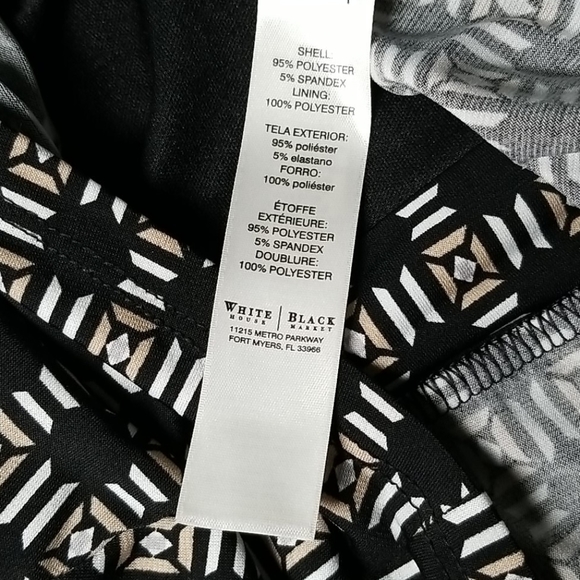 SHELL:
95% POLYESTER
5% SPANDEX
LINING:
100% POLYESTER
TELA EXTERIOR:
95% poliéster
5% elastano
FORRO:
100% poliéster
ÉTOFFE
EXTÉRIEURE:
95% POLYESTER
5% SPANDEX
DOUBLURE:
100% POLYESTER
WHITE HOUSE | BLACK MARKET
11215 METRO PARKWAY
FORT MYERS, FL 33966